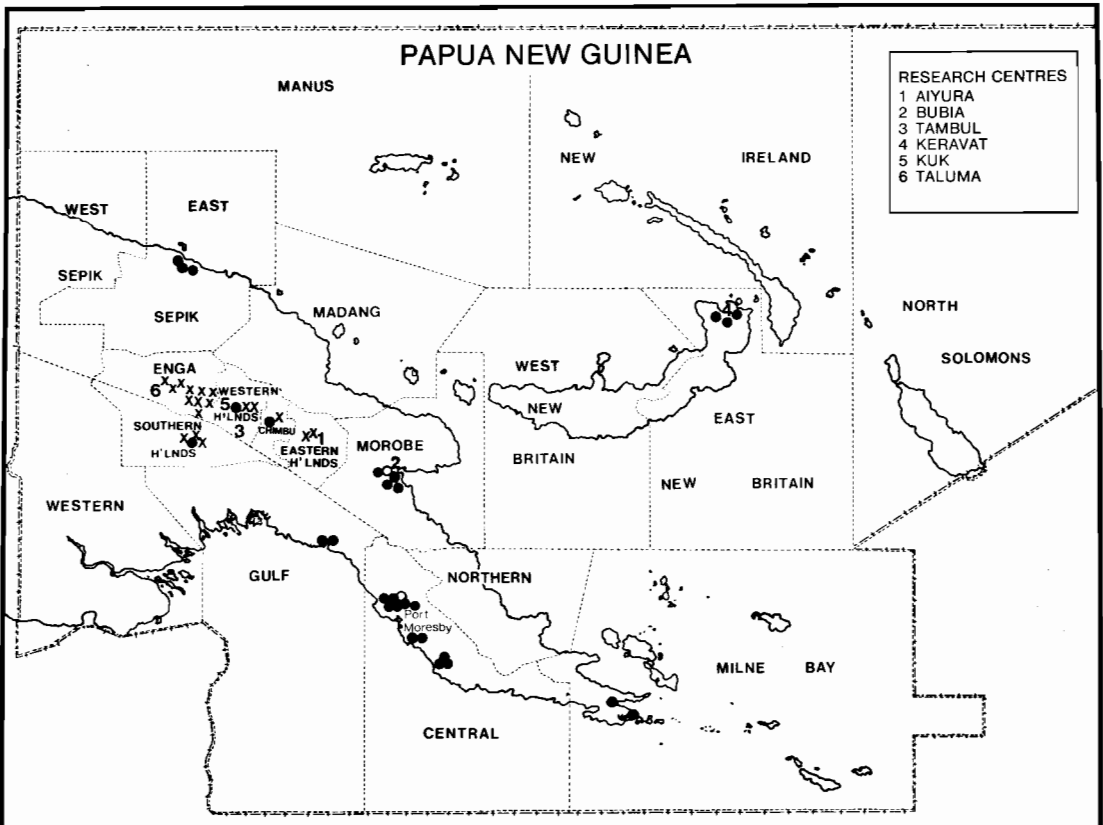 PAPUA NEW GUINEA
RESEARCH CENTRES
1 AIYURA
2 BUBIA
3 TAMBUL
4 KERAVAT
5 KUK
6 TALUMA
MANUS
NEW IRELAND
WEST
EAST
SEPIK
SEPIK
MADANG
NORTH
SOLOMONS
4
ENGA
6
WESTERN
5
H'LNDS
3
CHIMBU
SOUTHERN
H'LNDS
1
EASTERN
H'LNDS
MOROBE
2
WEST
NEW
BRITAIN
EAST
NEW BRITAIN
WESTERN
GULF
NORTHERN
Port
Moresby
MILNE BAY
CENTRAL